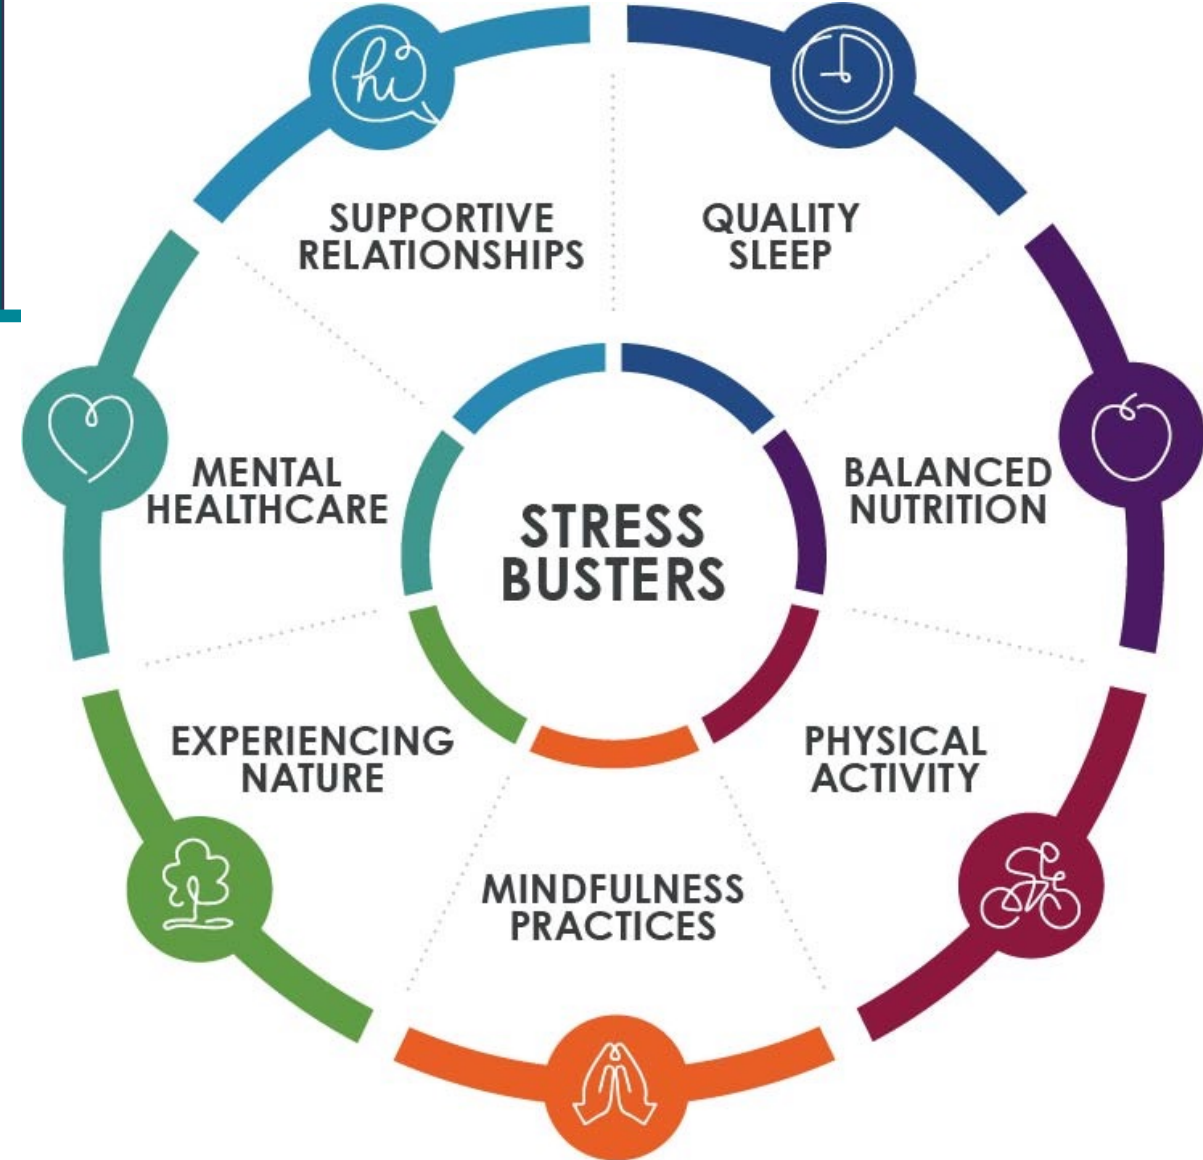 hi
SUPPORTIVE
RELATIONSHIPS
QUALITY
SLEEP
MENTAL
HEALTHCARE
STRESS
BUSTERS
BALANCED
NUTRITION
EXPERIENCING
NATURE
PHYSICAL
ACTIVITY
MINDFULNESS
PRACTICES